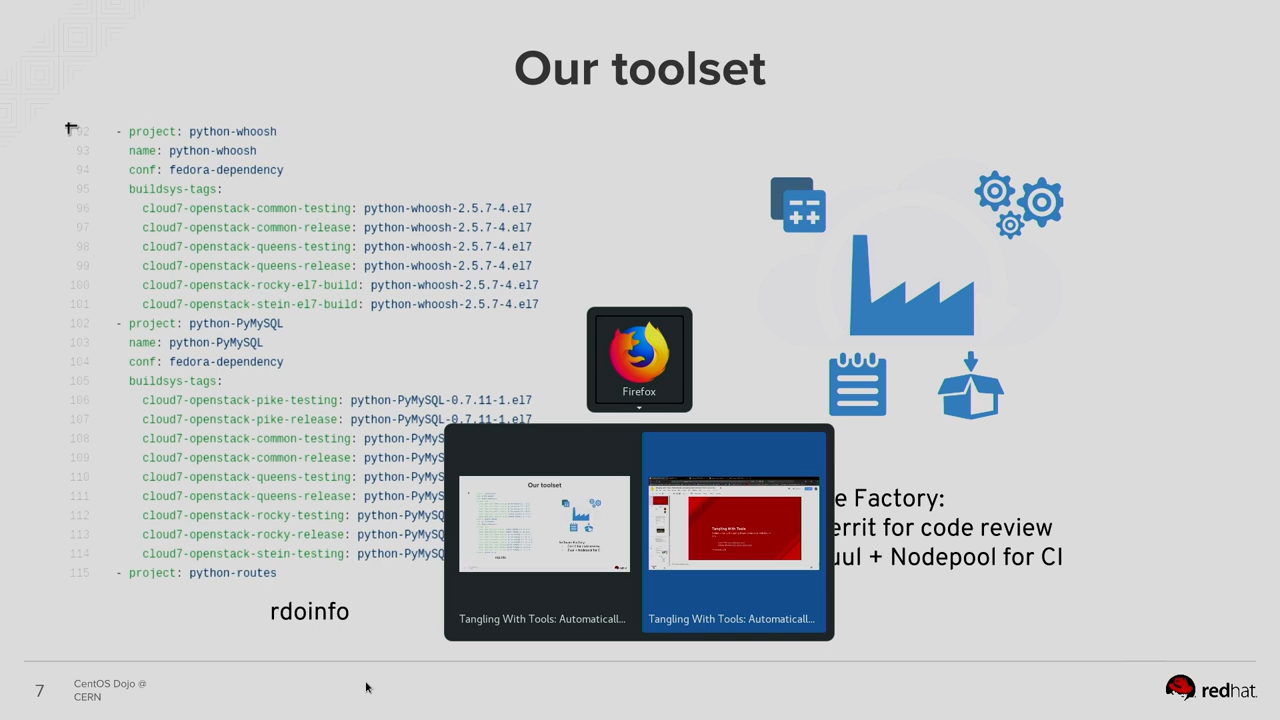 Our toolset
92 - project: python-whoosh
93 name: python-whoosh
94 conf: fedora-dependency
95 buildsys-tags:
96 cloud7-openstack-common-testing: python-whoosh-2.5.7-4.el7
97 cloud7-openstack-common-release: python-whoosh-2.5.7-4.el7
98 cloud7-openstack-queens-testing: python-whoosh-2.5.7-4.el7
99 cloud7-openstack-queens-release: python-whoosh-2.5.7-4.el7
100 cloud7-openstack-rocky-el7-build: python-whoosh-2.5.7-4.el7
101 cloud7-openstack-stein-el7-build: python-whoosh-2.5.7-4.el7
102 - project: python-PyMySQL
103 name: python-PyMySQL
104 conf: fedora-dependency
105 buildsys-tags:
106 cloud7-openstack-pike-testing: python-PyMySQL-0.7.11-1.el7
107 cloud7-openstack-pike-release: python-PyMySQL-0.7.11-1.el7
108 cloud7-openstack-common-testing: python-PyMyS
109 cloud7-openstack-common-release: python-PyMyS
110 cloud7-openstack-queens-testing: python-PyMyS
111 cloud7-openstack-queens-release: python-PyMyS
112 cloud7-openstack-rocky-testing: python-PyMySQ
113 cloud7-openstack-rocky-release: python-PyMySQ
114 cloud7-openstack-stein-testing: python-PyMySQ
115 - project: python-routes
rdoinfo
Firefox
Our toolset
Tangling With Tools
Tangling With Tools: Automaticall...
Tangling With Tools: Automaticall...
e Factory:
errit for code review
uul + Nodepool for CI
7
CentOS Dojo @
CERN
redhat.